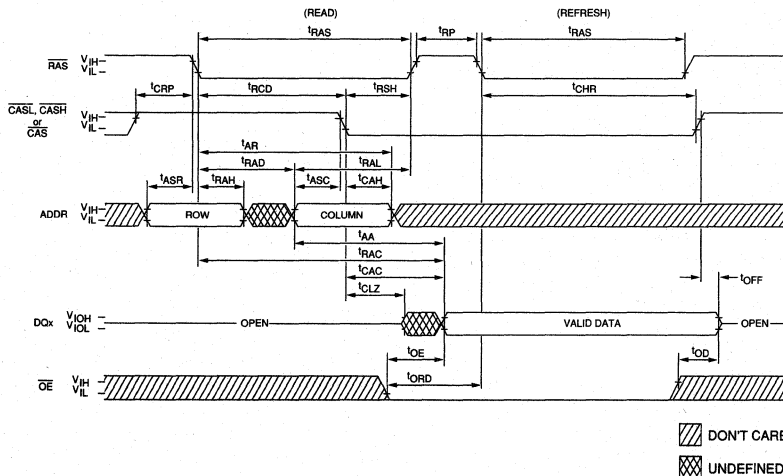 (READ) (REFRESH)
tRAS tRP tRAS
RAS VIH VIL
tCRP tRCD tRSH tCHR
CASL, CASH or CAS VIH VIL
tAR
tRAD tRAL
tASR tRAH tASC tCAH
ADDR VIH VIL ROW COLUMN
tAA
tRAC
tCAC
tCLZ tOFF
DQx VIOH VIOL OPEN VALID DATA OPEN
tOE tOD
OE VIH VIL tORD
DON'T CARE
UNDEFINED